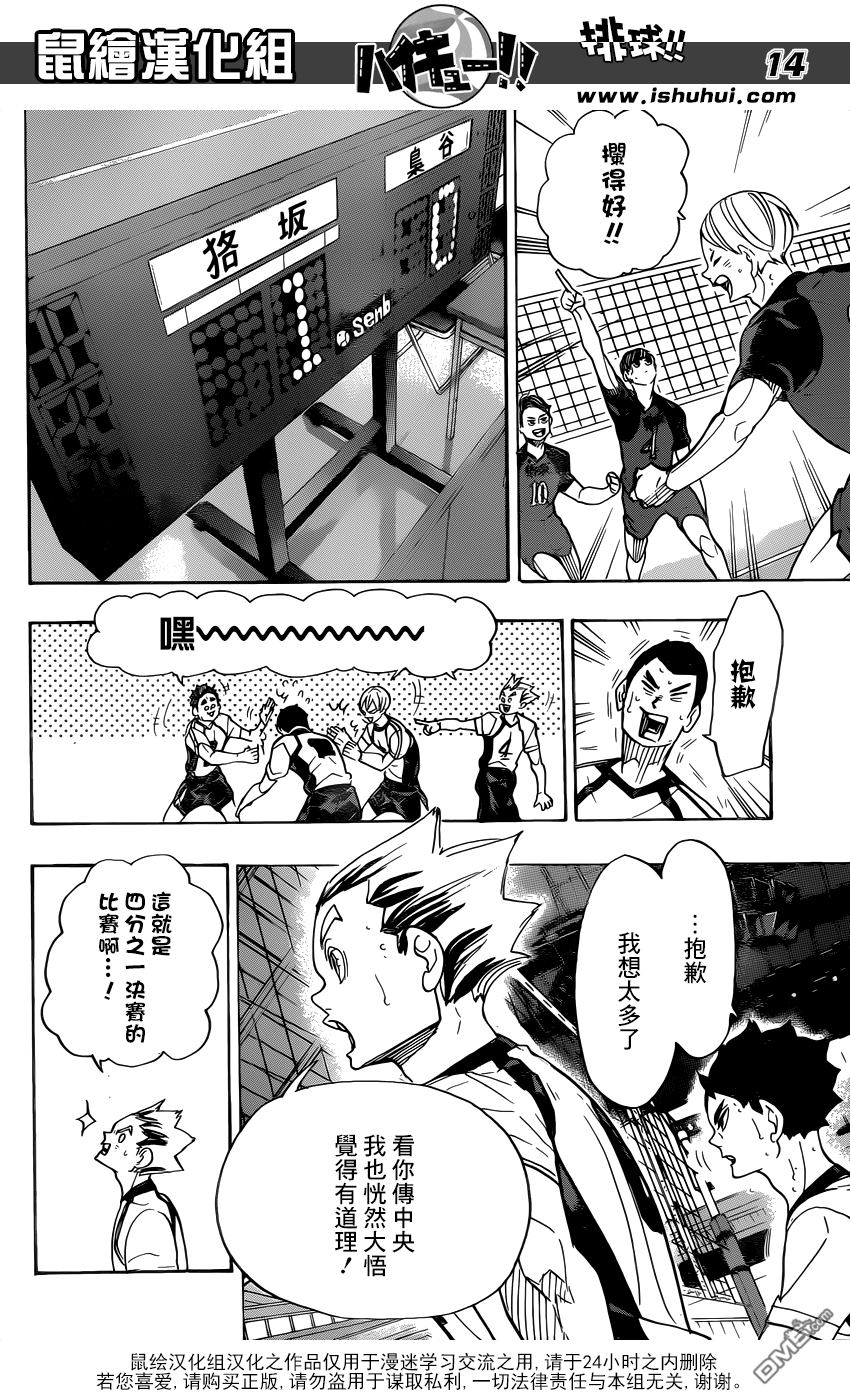 鼠繪漢化組
ハイキュー!!
排球!!
14
www.ishuhui.com
攔得好!!
梟谷
狢坂
1
0
senb
10
4
抱歉
嘿
4
…抱歉
我想太多了
看你傳中央
我也恍然大悟
覺得有道理！
這就是
四分之一決賽的
比賽啊…！
鼠绘汉化组汉化之作品仅用于漫迷学习交流之用, 请于24小时之内删除
若您喜爱, 请购买正版, 请勿盗用于谋取私利, 一切法律责任与本组无关, 谢谢.
DM5.com